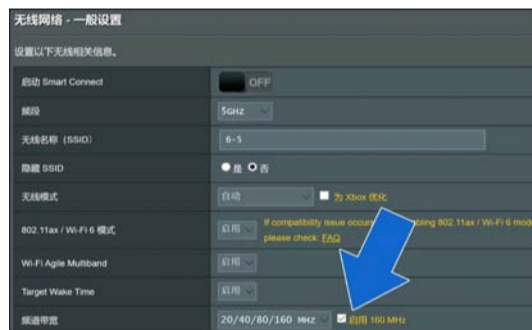 无线网络 - 一般设置
设置以下无线相关信息。
启动 Smart Connect
OFF
频段
5GHz
无线名称 (SSID)
6-5
隐藏 SSID
是 否
无线模式
自动
为 Xbox 优化
802.11ax / Wi-Fi 6 模式
启用
If compatibility issue occurs bling 802.11ax / Wi-Fi 6 mode
please check: FAQ
Wi-Fi Agile Multiband
启用
Target Wake Time
启用
频道带宽
20/40/80/160 MHz
启用 160 MHz